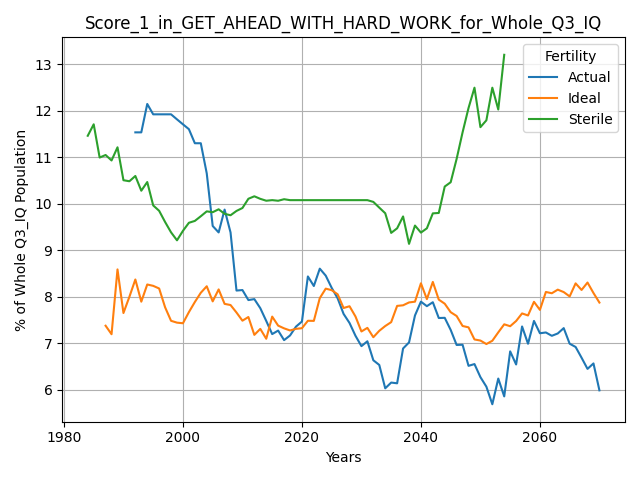 Score_1_in_GET_AHEAD_WITH_HARD_WORK_for_Whole_Q3_IQ
Fertility
Actual
Ideal
Sterile
% of Whole Q3_IQ Population
13
12
11
10
9
8
7
6
1980 2000 2020 2040 2060
Years